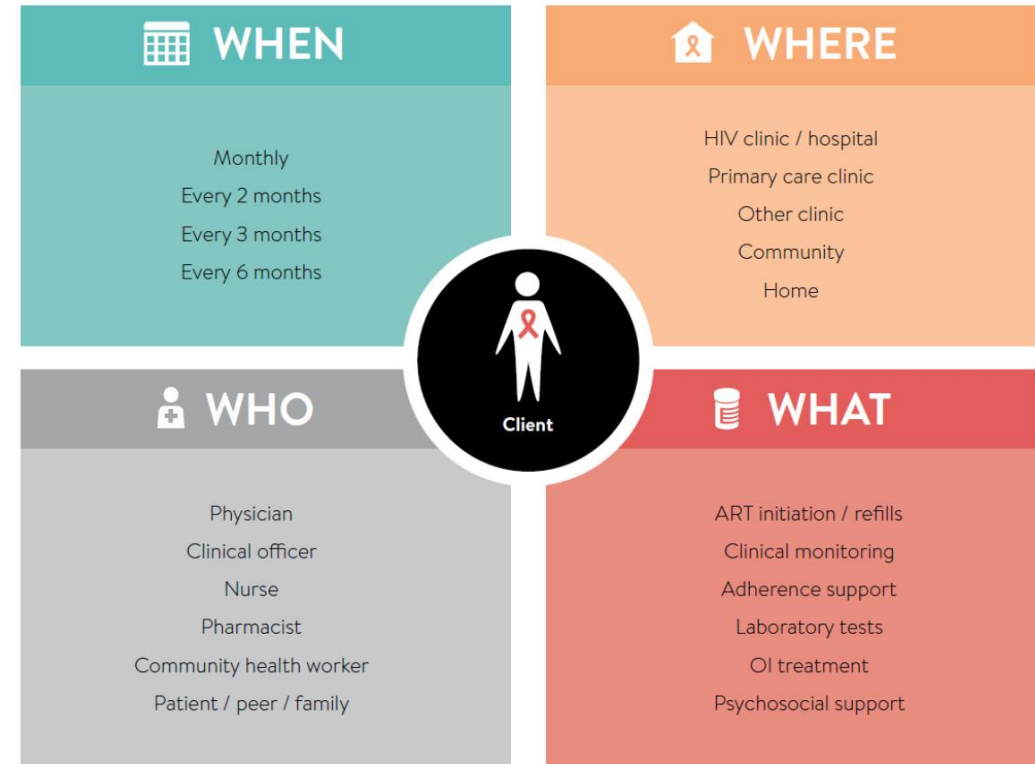 WHEN
Monthly
Every 2 months
Every 3 months
Every 6 months
WHERE
HIV clinic / hospital
Primary care clinic
Other clinic
Community
Home
Client
WHO
Physician
Clinical officer
Nurse
Pharmacist
Community health worker
Patient / peer / family
WHAT
ART initiation / refills
Clinical monitoring
Adherence support
Laboratory tests
OI treatment
Psychosocial support